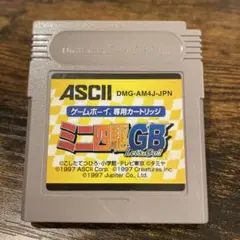 ASCII DMG-AM4J-JPN
ゲームボーイ専用カートリッジ
ミニ四駆GB
Let's Go!!
©こしたてつひろ・小学館・テレビ東京 ©タミヤ
©1997 ASCII Corp. ©1997 Creatures inc.
©1997 Jupiter Co., Ltd.